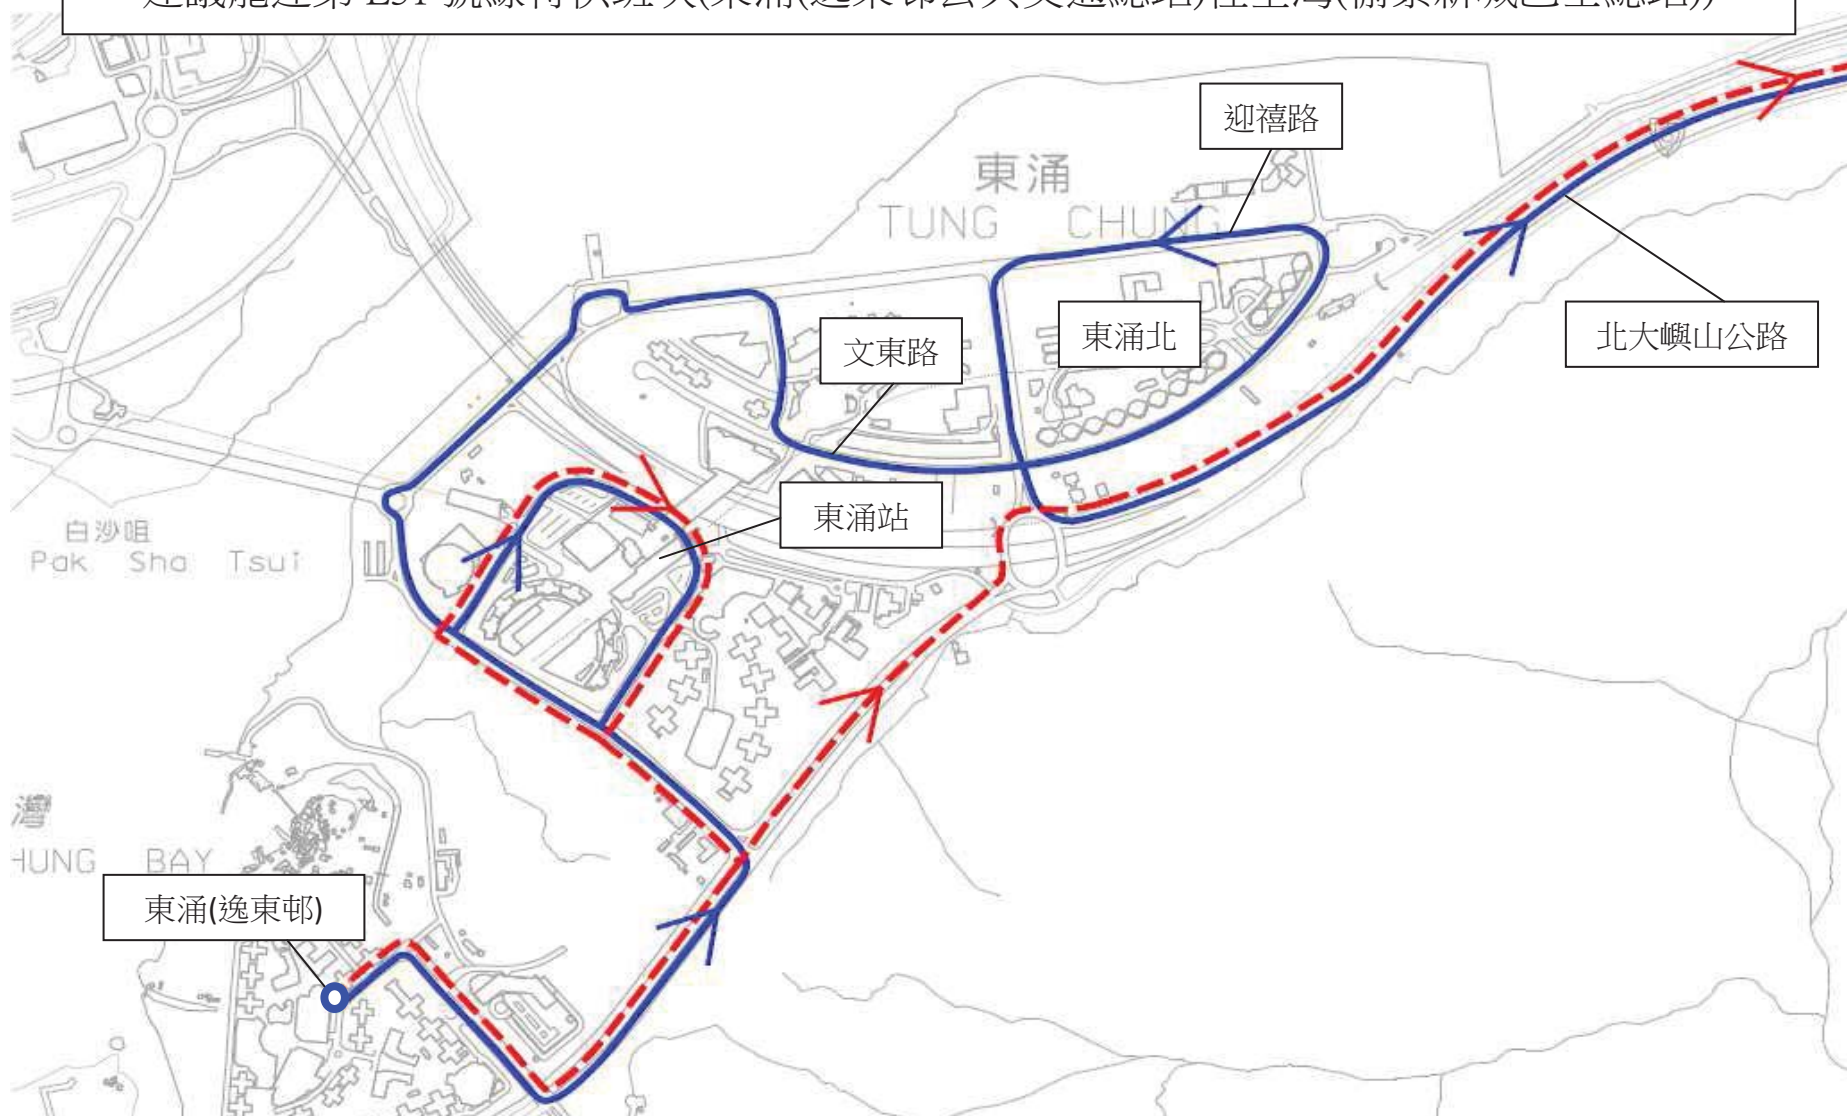 迎禧路
東涌
TUNG CHUNG
東涌北
北大嶼山公路
文東路
東涌站
白沙咀
Pak Sha Tsui
灣
HUNG BAY
東涌(逸東邨)